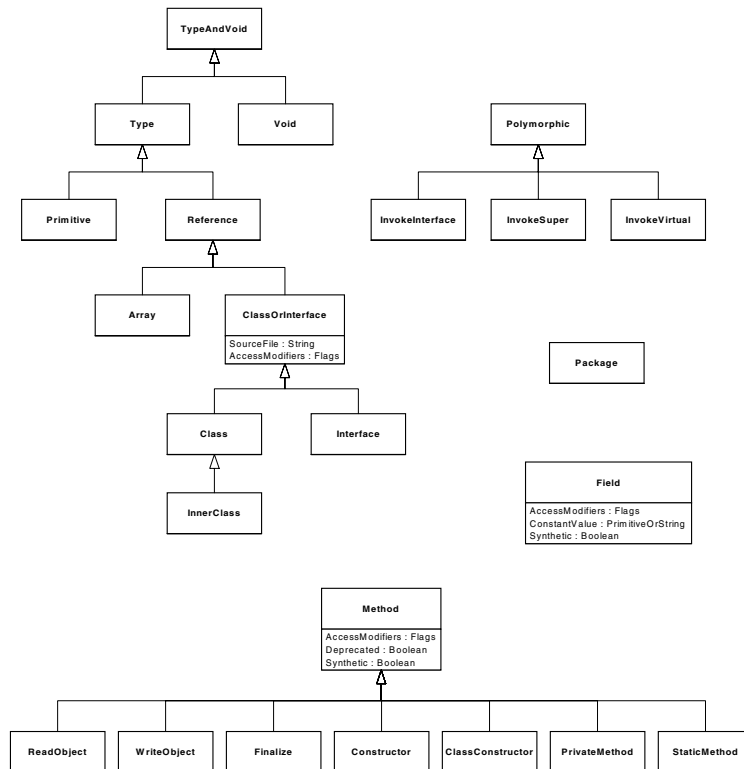 TypeAndVoid
Type
Void
Polymorphic
Primitive
Reference
InvokeInterface
InvokeSuper
InvokeVirtual
Array
ClassOrInterface
SourceFile : String
AccessModifiers : Flags
Package
Class
Interface
InnerClass
Field
AccessModifiers : Flags
ConstantValue : PrimitiveOrString
Synthetic : Boolean
Method
AccessModifiers : Flags
Deprecated : Boolean
Synthetic : Boolean
ReadObject
WriteObject
Finalize
Constructor
ClassConstructor
PrivateMethod
StaticMethod